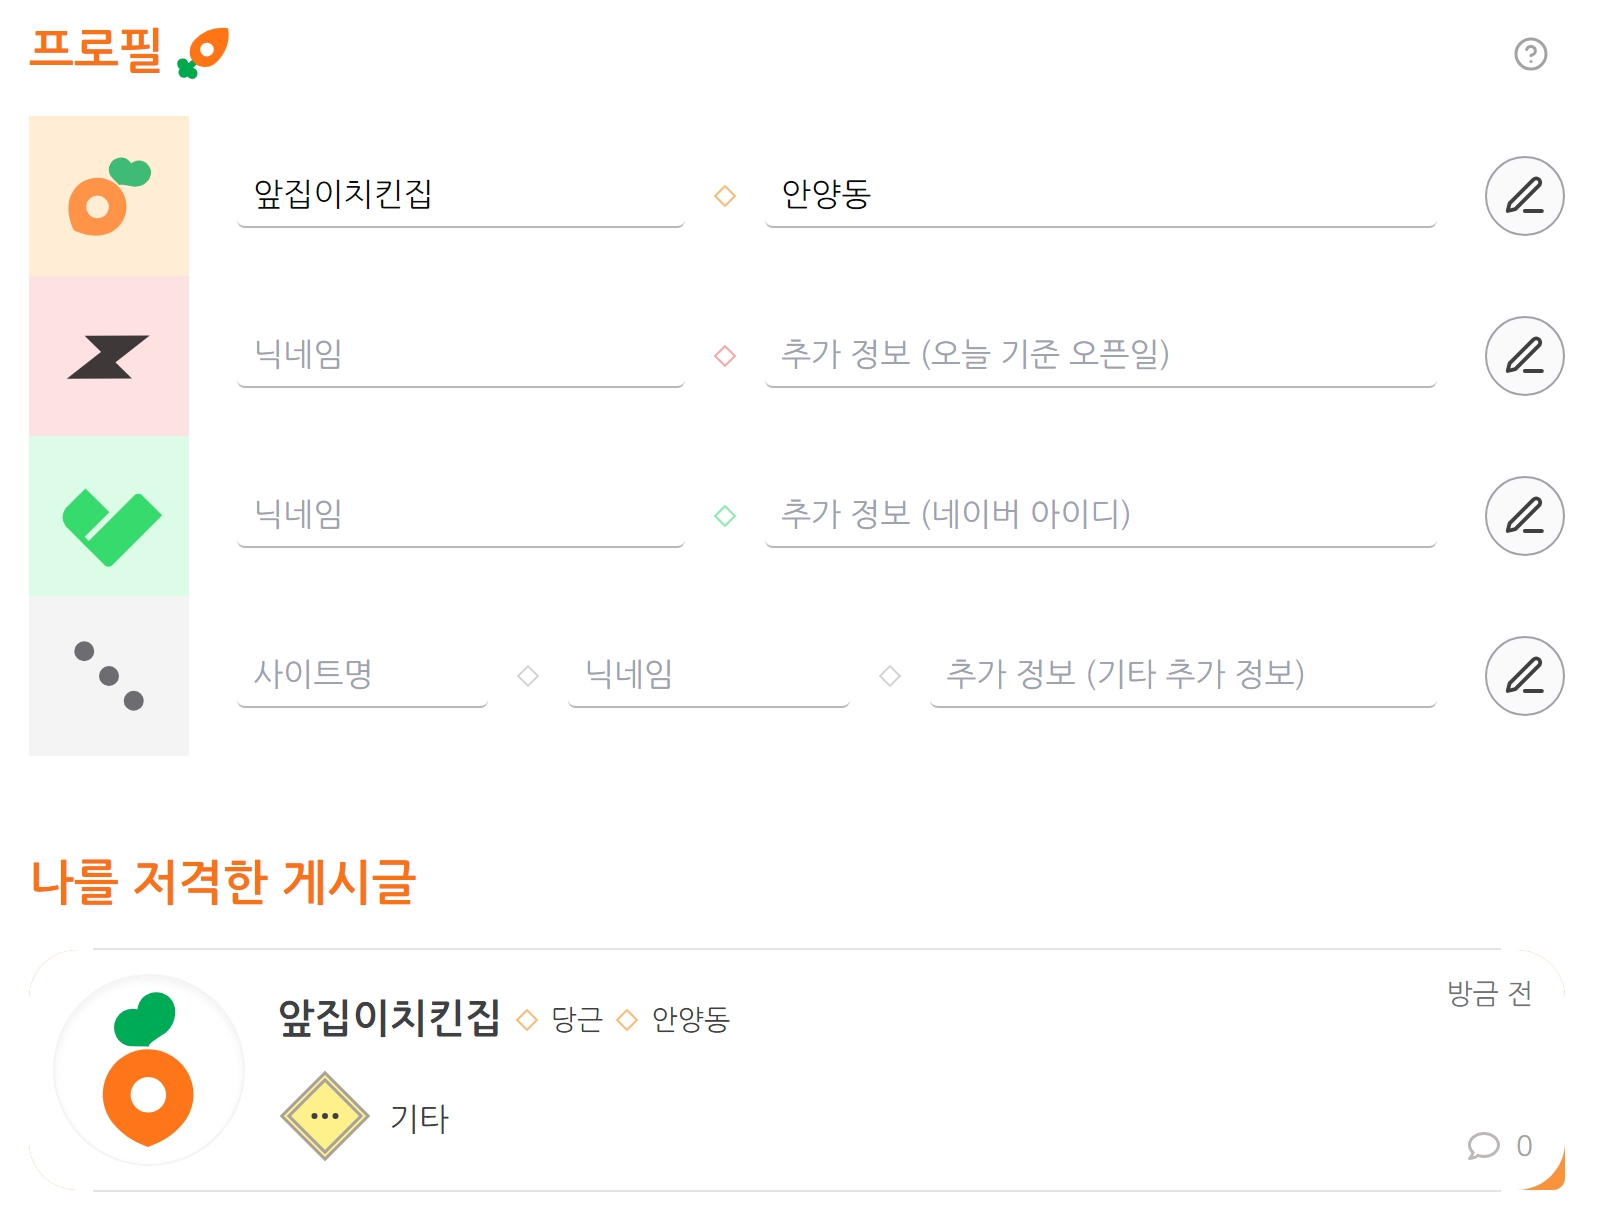 프로필
앞집이치킨집 안양동
닉네임 추가 정보 (오늘 기준 오픈일)
닉네임 추가 정보 (네이버 아이디)
사이트명 닉네임 추가 정보 (기타 추가 정보)
나를 저격한 게시글
방금 전
앞집이치킨집 ◇ 당근 ◇ 안양동
기타
0